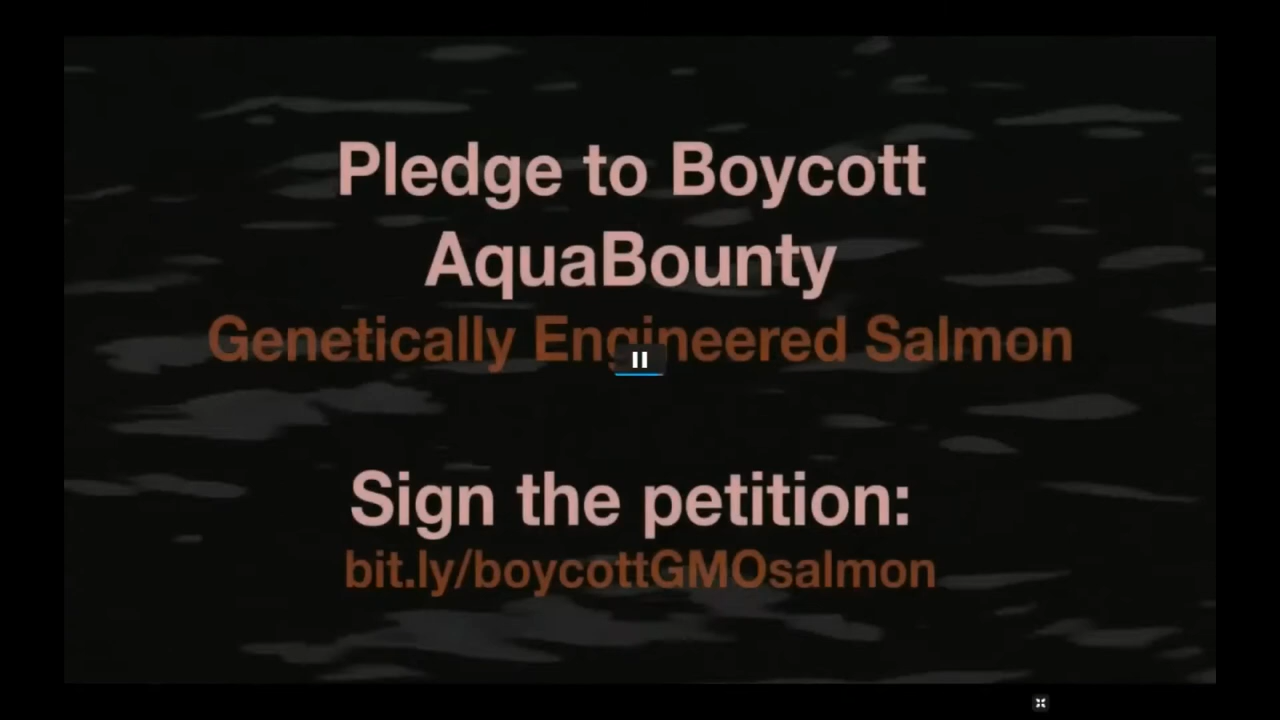 Pledge to Boycott
AquaBounty
Genetically Engineered Salmon
Sign the petition:
bit.ly/boycottGMOsalmon